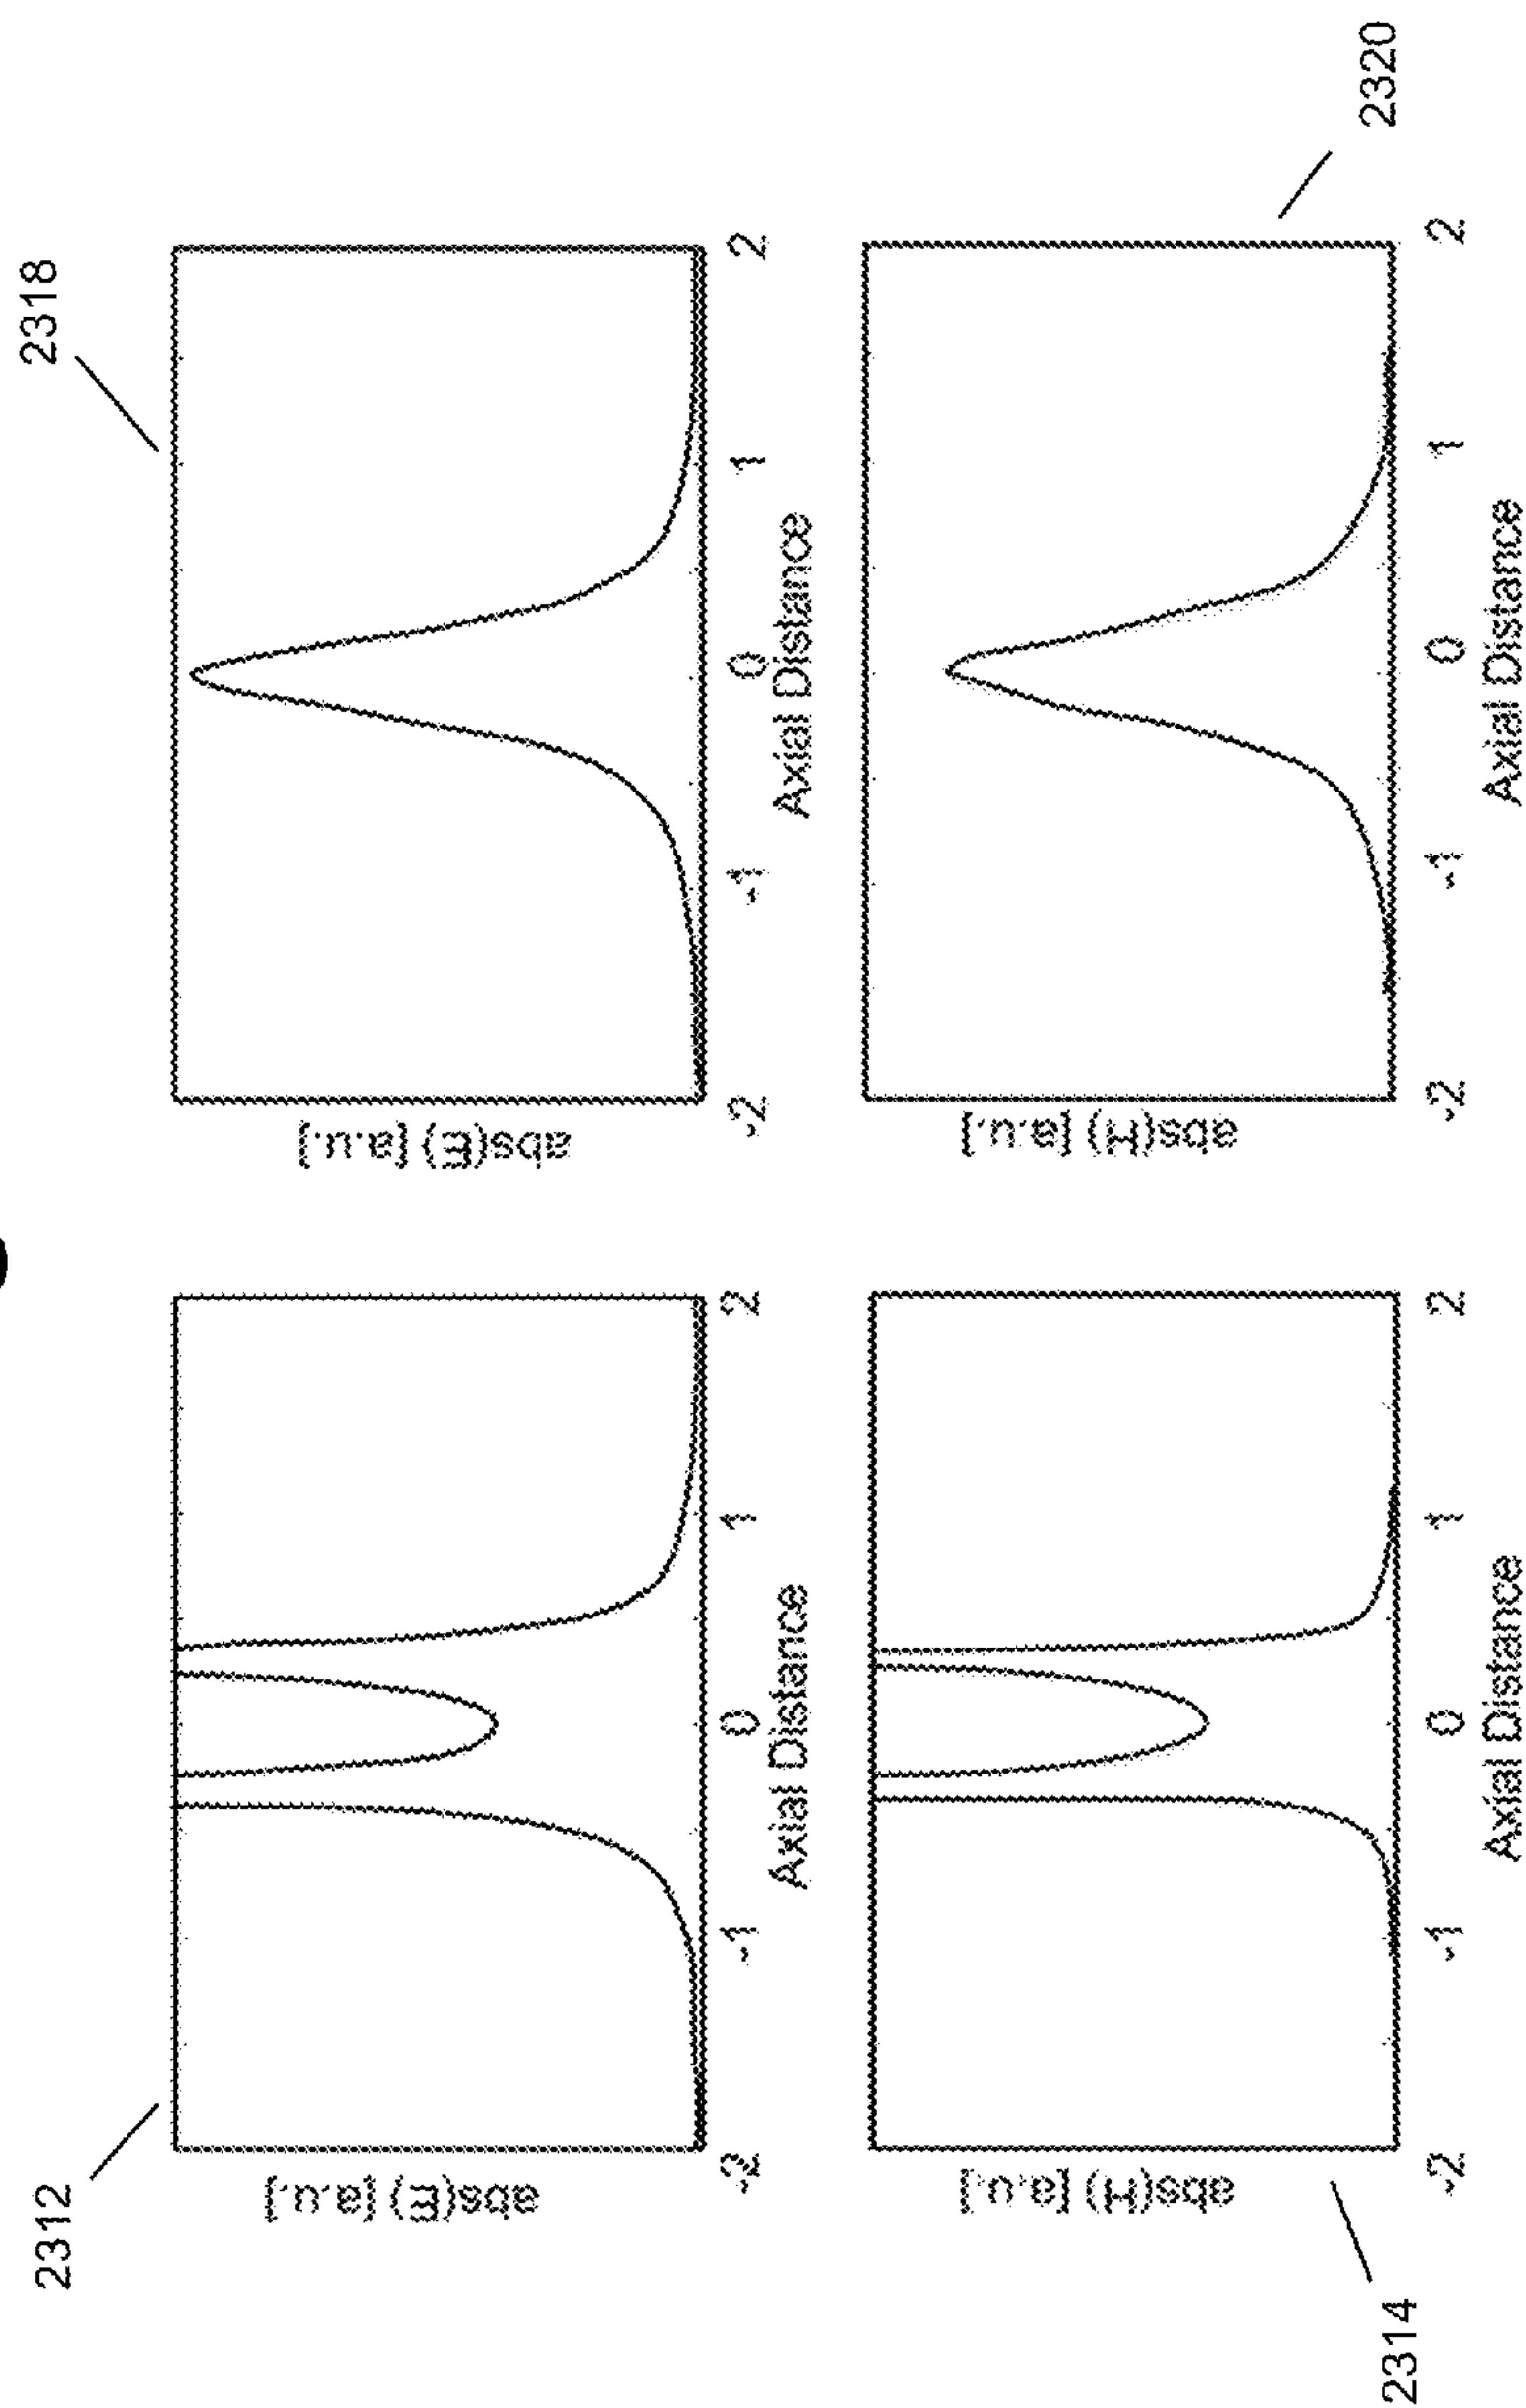 2312
abs(E) [a.u.]
-2 -1 0 1 2
Axial Distance
2318
abs(E) [a.u.]
-2 -1 0 1 2
Axial Distance
abs(H) [a.u.]
-2 -1 0 1 2
Axial Distance
2314
abs(H) [a.u.]
-2 -1 0 1 2
Axial Distance
2320